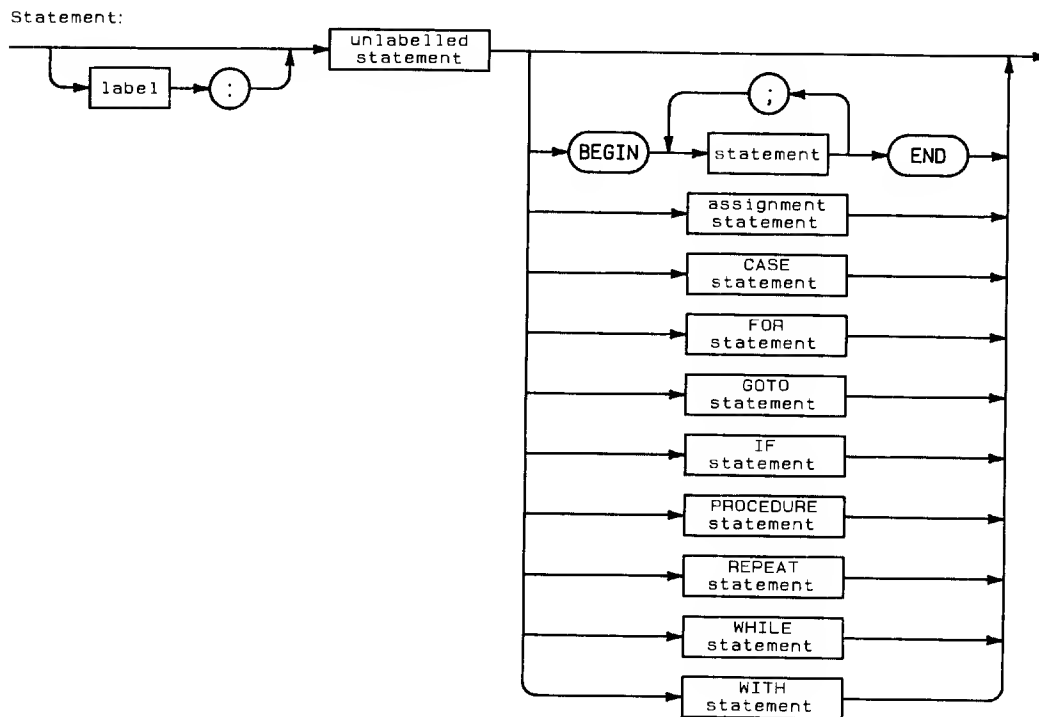 Statement:
unlabelled
statement
label
:
;
BEGIN
statement
END
assignment
statement
CASE
statement
FOR
statement
GOTO
statement
IF
statement
PROCEDURE
statement
REPEAT
statement
WHILE
statement
WITH
statement